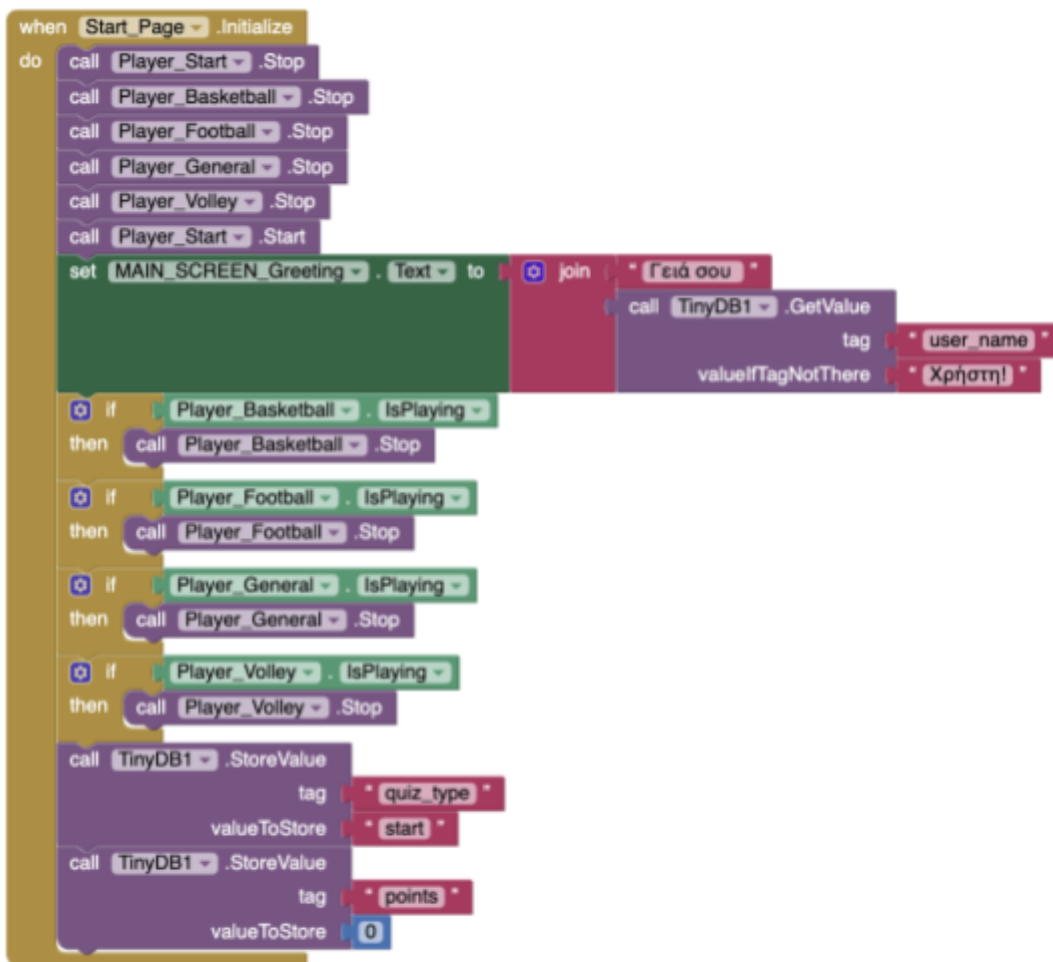 when Start_Page .Initialize
do call Player_Start .Stop
call Player_Basketball .Stop
call Player_Football .Stop
call Player_General .Stop
call Player_Volley .Stop
call Player_Start .Start
set MAIN_SCREEN_Greeting . Text to join " Γειά σου "
call TinyDB1 .GetValue
tag " user_name "
valueIfTagNotThere " Χρήστη! "
if Player_Basketball . IsPlaying
then call Player_Basketball .Stop
if Player_Football . IsPlaying
then call Player_Football .Stop
if Player_General . IsPlaying
then call Player_General .Stop
if Player_Volley . IsPlaying
then call Player_Volley .Stop
call TinyDB1 .StoreValue
tag " quiz_type "
valueToStore " start "
call TinyDB1 .StoreValue
tag " points "
valueToStore 0